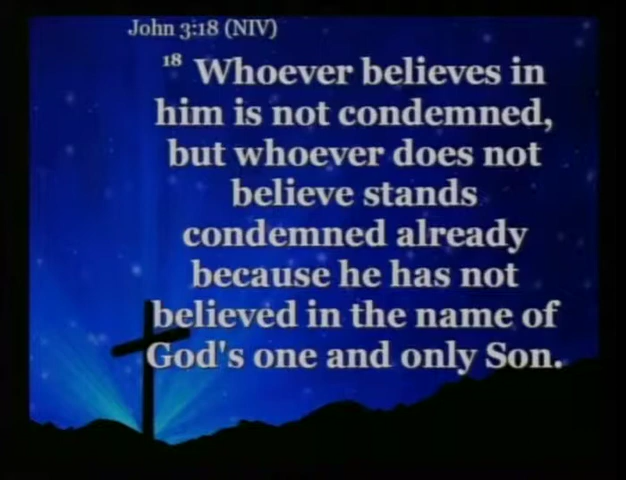 John 3:18 (NIV)
18 Whoever believes in
him is not condemned,
but whoever does not
believe stands
condemned already
because he has not
believed in the name of
God's one and only Son.